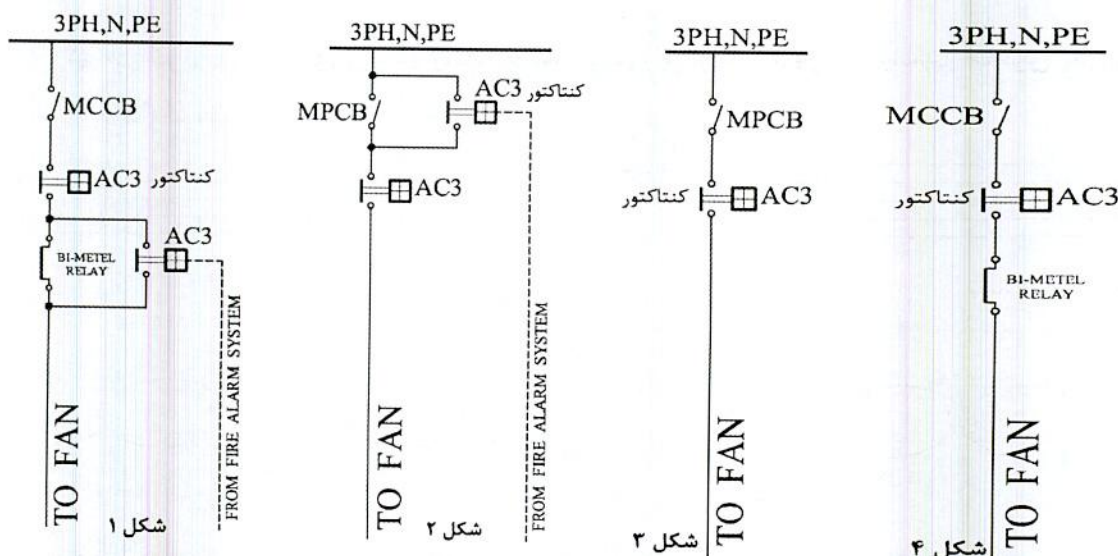 3PH,N,PE
MCCB
AC3 کنتاکتور
AC3
BI-METEL
RELAY
TO FAN
FROM FIRE ALARM SYSTEM
شکل ۱
3PH,N,PE
AC3 کنتاکتور
MPCB
AC3
TO FAN
FROM FIRE ALARM SYSTEM
شکل ۲
3PH,N,PE
MPCB
کنتاکتور AC3
TO FAN
شکل ۳
3PH,N,PE
MCCB
کنتاکتور AC3
BI-METEL
RELAY
TO FAN
شکل ۴